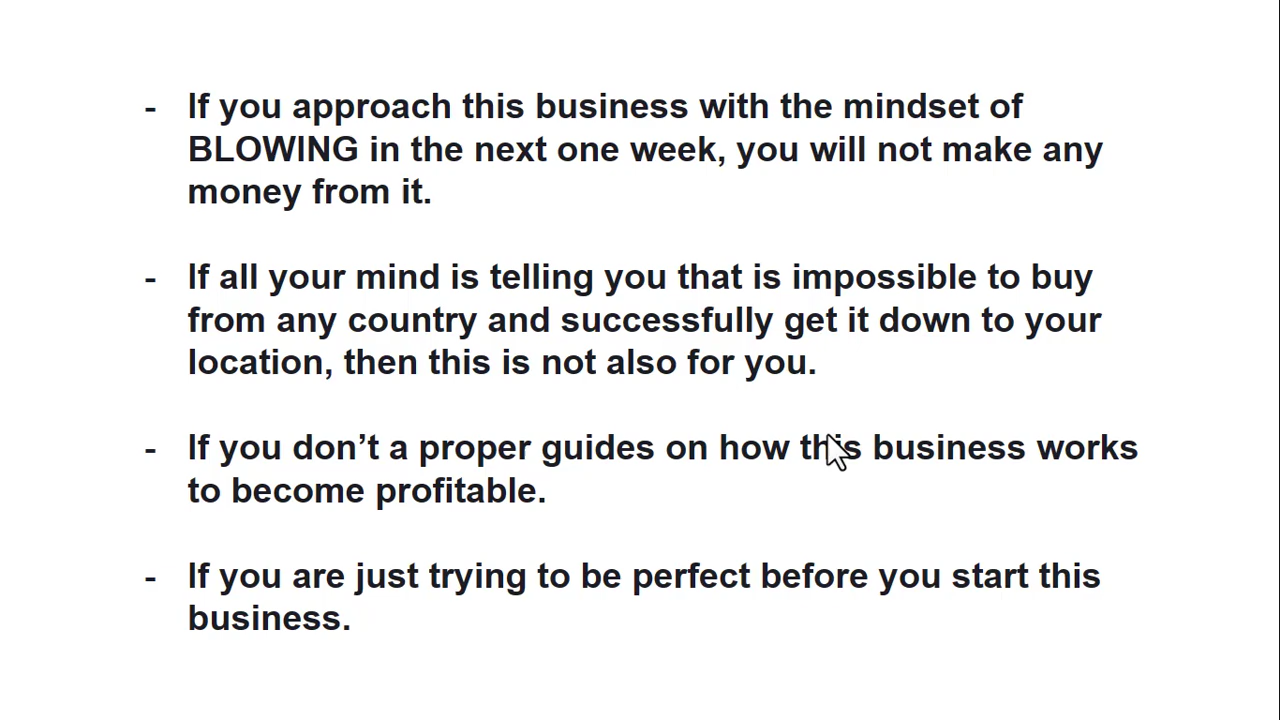 - If you approach this business with the mindset of
BLOWING in the next one week, you will not make any
money from it.
- If all your mind is telling you that is impossible to buy
from any country and successfully get it down to your
location, then this is not also for you.
- If you don’t a proper guides on how this business works
to become profitable.
- If you are just trying to be perfect before you start this
business.